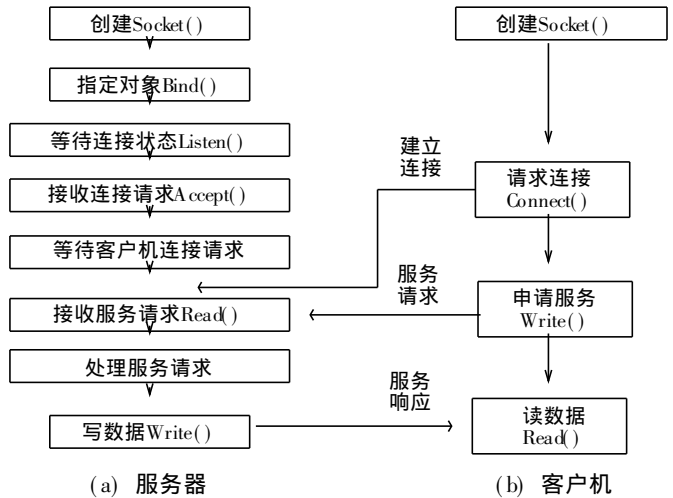 创建Socket()
指定对象Bind()
等待连接状态Listen()
接收连接请求Accept()
等待客户机连接请求
接收服务请求Read()
处理服务请求
写数据Write()
(a) 服务器
建立
连接
服务
请求
服务
响应
创建Socket()
请求连接
Connect()
申请服务
Write()
读数据
Read()
(b) 客户机